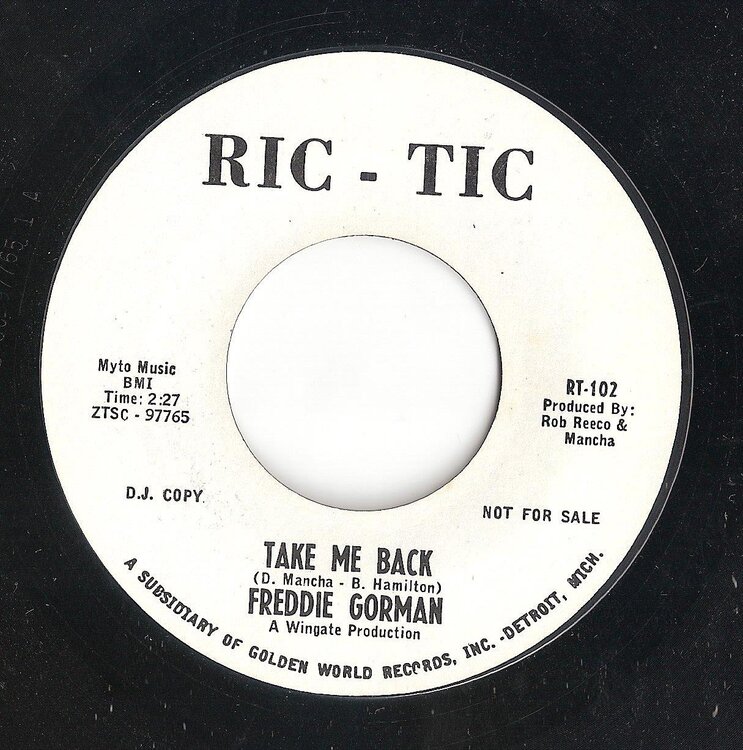 RIC - TIC
Myto Music
BMI
Time: 2:27
ZTSC - 97765
RT-102
Produced By:
Rob Reeco &
Mancha
D.J. COPY
NOT FOR SALE
TAKE ME BACK
(D. Mancha - B. Hamilton)
FREDDIE GORMAN
A Wingate Production
A SUBSIDIARY OF GOLDEN WORLD RECORDS, INC. - DETROIT, MICH.